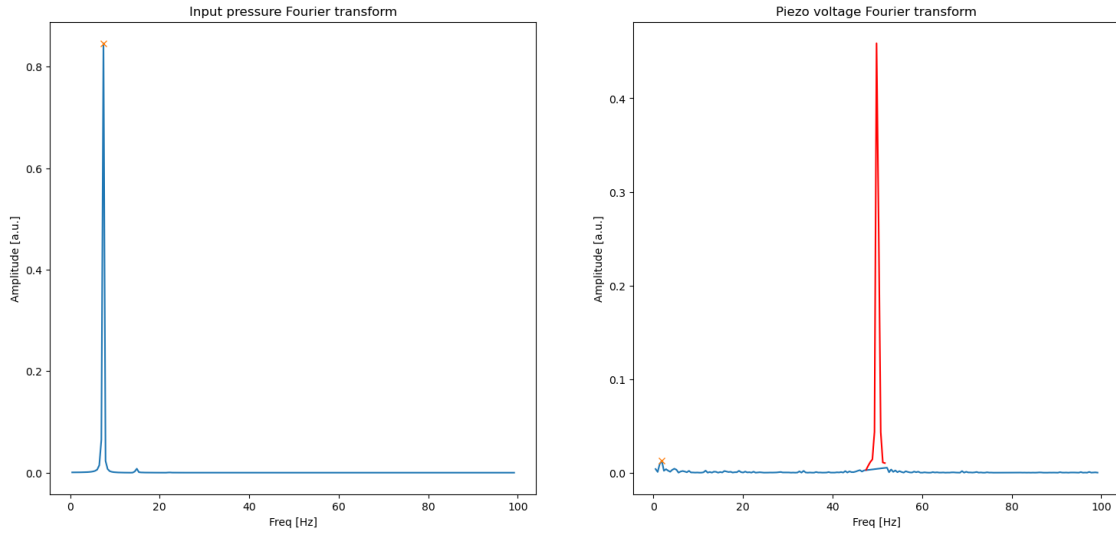 Input pressure Fourier transform
Amplitude [a.u.]
0.8
0.6
0.4
0.2
0.0
0 20 40 60 80 100
Freq [Hz]
Piezo voltage Fourier transform
Amplitude [a.u.]
0.4
0.3
0.2
0.1
0.0
0 20 40 60 80 100
Freq [Hz]